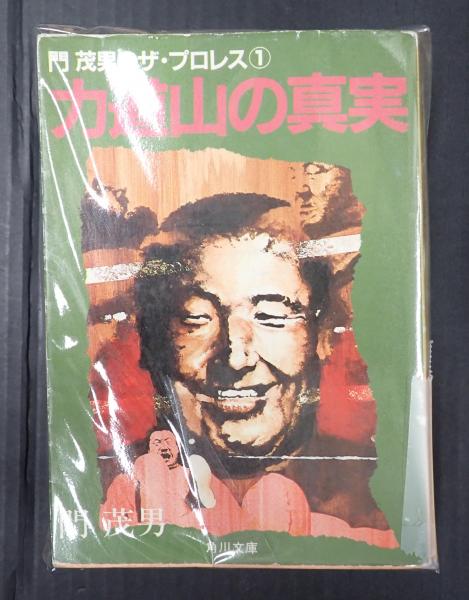 門 茂男のザ・プロレス①
力道山の真実
門 茂男
角川文庫